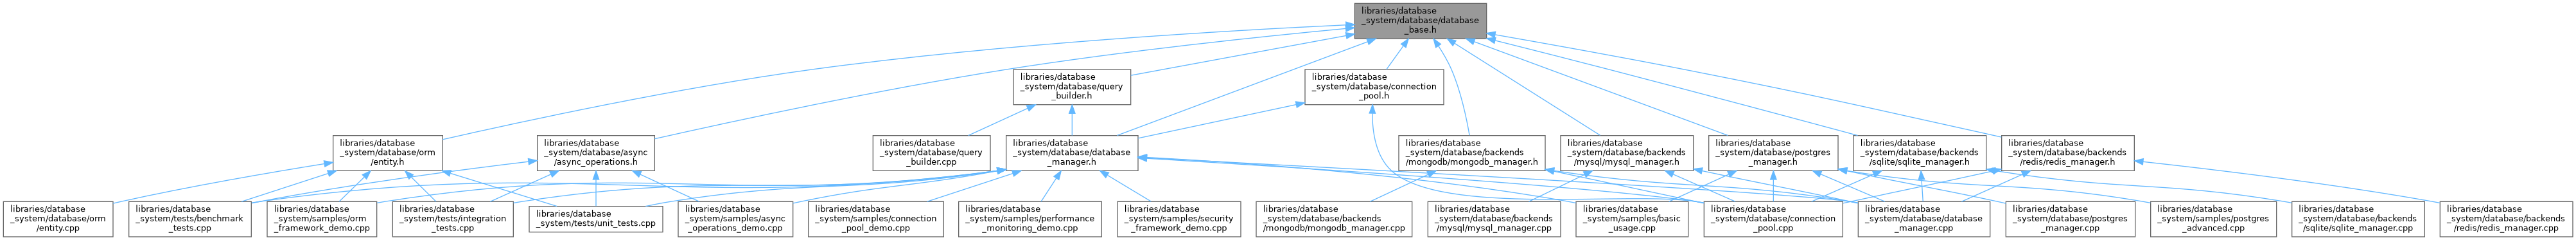 libraries/database
_system/database/database
_base.h
libraries/database
_system/database/query
_builder.h
libraries/database
_system/database/connection
_pool.h
libraries/database
_system/database/orm
/entity.h
libraries/database
_system/database/async
/async_operations.h
libraries/database
_system/database/query
_builder.cpp
libraries/database
_system/database/database
_manager.h
libraries/database
_system/database/backends
/mongodb/mongodb_manager.h
libraries/database
_system/database/backends
/mysql/mysql_manager.h
libraries/database
_system/database/postgres
_manager.h
libraries/database
_system/database/backends
/sqlite/sqlite_manager.h
libraries/database
_system/database/backends
/redis/redis_manager.h
libraries/database
_system/database/orm
/entity.cpp
libraries/database
_system/tests/benchmark
_tests.cpp
libraries/database
_system/samples/orm
_framework_demo.cpp
libraries/database
_system/tests/integration
_tests.cpp
libraries/database
_system/tests/unit_tests.cpp
libraries/database
_system/samples/async
_operations_demo.cpp
libraries/database
_system/samples/connection
_pool_demo.cpp
libraries/database
_system/samples/performance
_monitoring_demo.cpp
libraries/database
_system/samples/security
_framework_demo.cpp
libraries/database
_system/database/backends
/mongodb/mongodb_manager.cpp
libraries/database
_system/database/backends
/mysql/mysql_manager.cpp
libraries/database
_system/samples/basic
_usage.cpp
libraries/database
_system/database/connection
_pool.cpp
libraries/database
_system/database/database
_manager.cpp
libraries/database
_system/database/postgres
_manager.cpp
libraries/database
_system/samples/postgres
_advanced.cpp
libraries/database
_system/database/backends
/sqlite/sqlite_manager.cpp
libraries/database
_system/database/backends
/redis/redis_manager.cpp